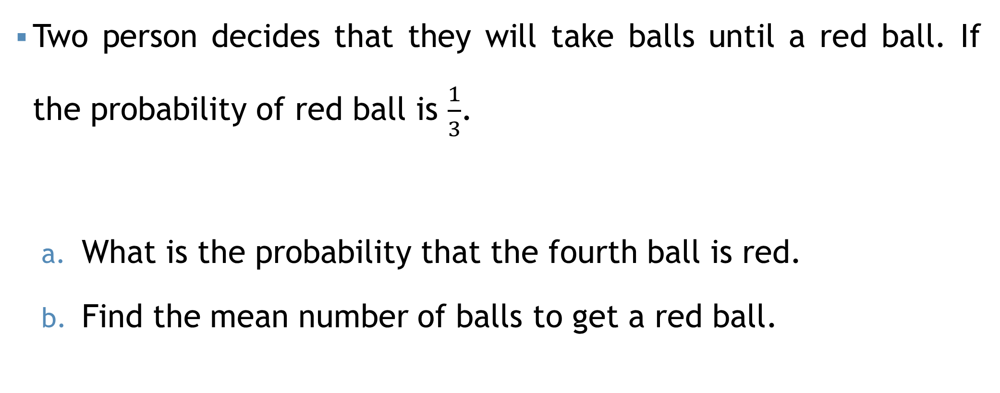 ▪ Two person decides that they will take balls until a red ball. If
the probability of red ball is 1/3.
a. What is the probability that the fourth ball is red.
b. Find the mean number of balls to get a red ball.